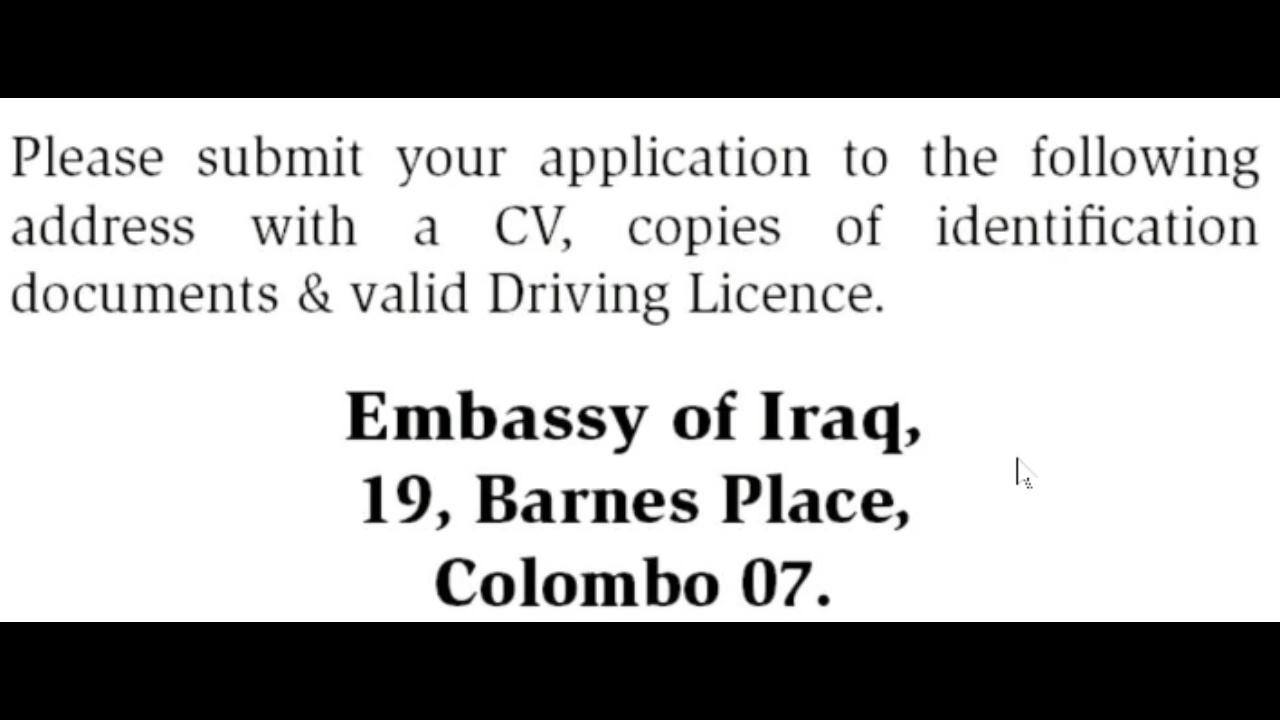 Please submit your application to the following
address with a CV, copies of identification
documents & valid Driving Licence.
Embassy of Iraq,
19, Barnes Place,
Colombo 07.